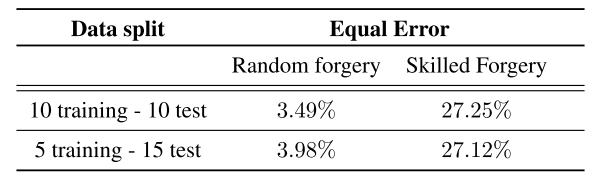 Data split Equal Error
Random forgery Skilled Forgery
10 training - 10 test 3.49% 27.25%
5 training - 15 test 3.98% 27.12%